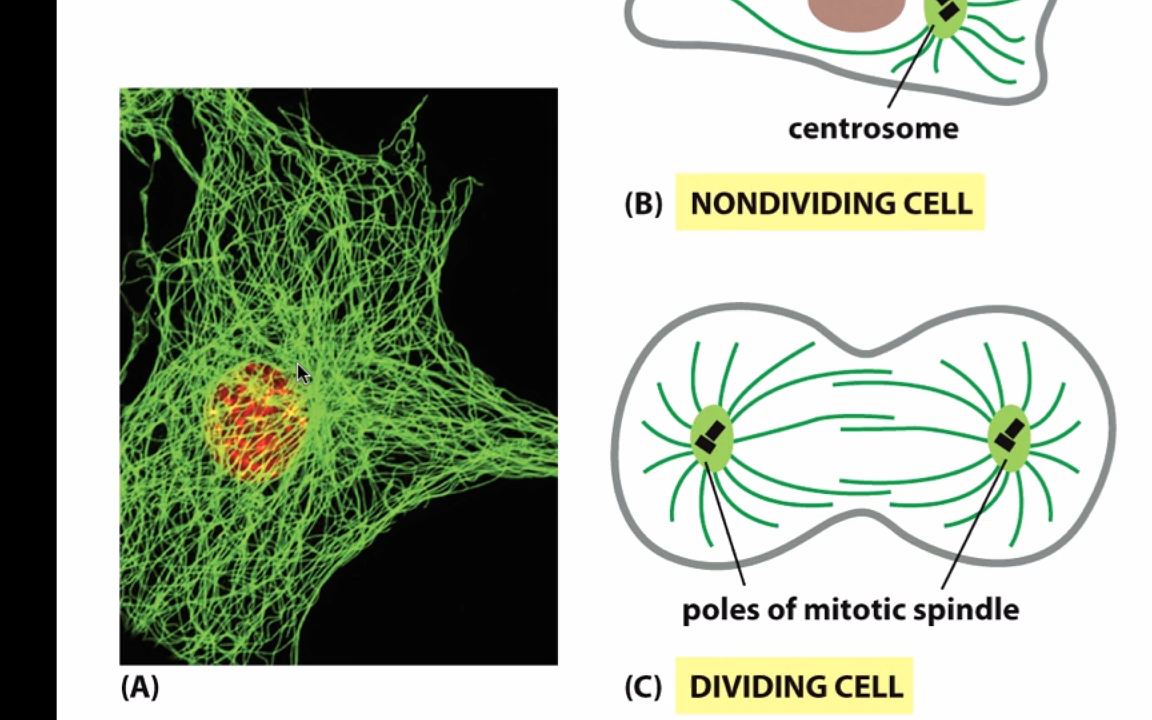 centrosome
(B) NONDIVIDING CELL
poles of mitotic spindle
(A)
(C) DIVIDING CELL